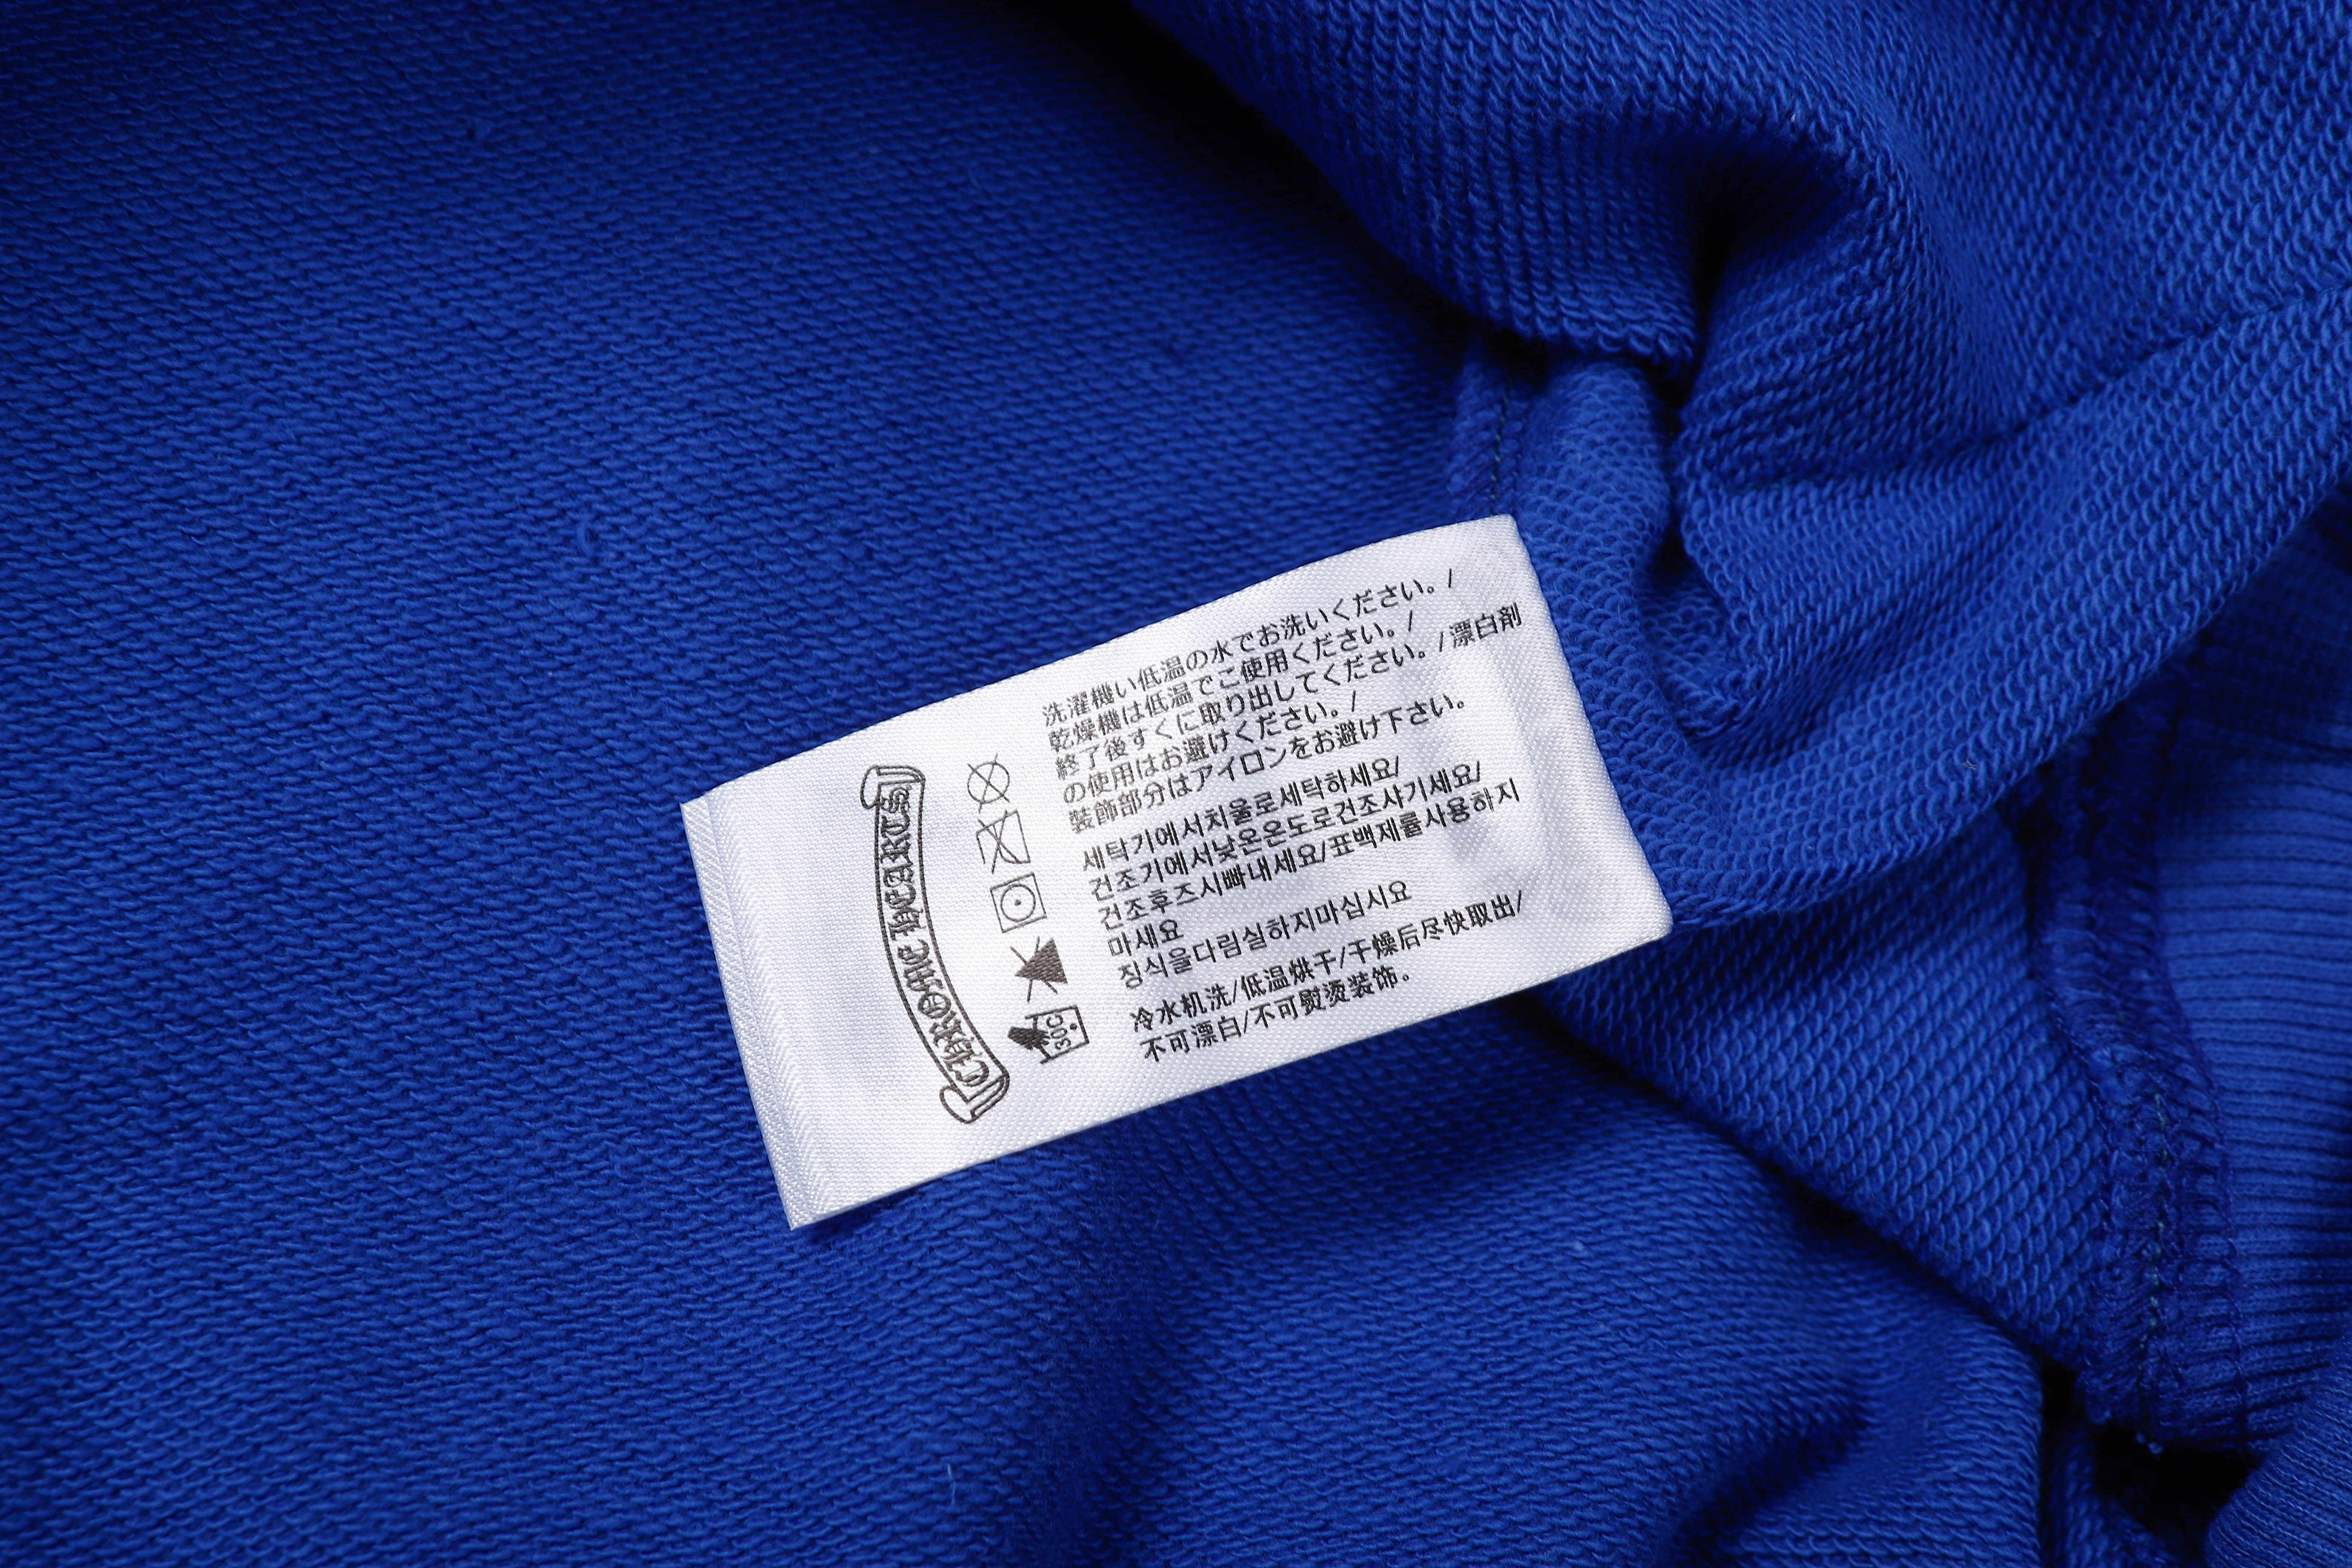 CHROME HEARTS
30C
洗濯機い低温の水でお洗いください。/
乾燥機は低温でご使用ください。/
終了後すぐに取り出してください。/漂白剤
の使用はお避けください。/
装飾部分はアイロンをお避け下さい。
세탁기에서치울로세탁하세요/
건조기에서낮은온도로건조사기세요/
건조후즈시빠내세요/표백제를사용하지
마세요
징식을다림실하지마십시요
冷水机洗/低温烘干/干燥后尽快取出/
不可漂白/不可熨烫装饰。